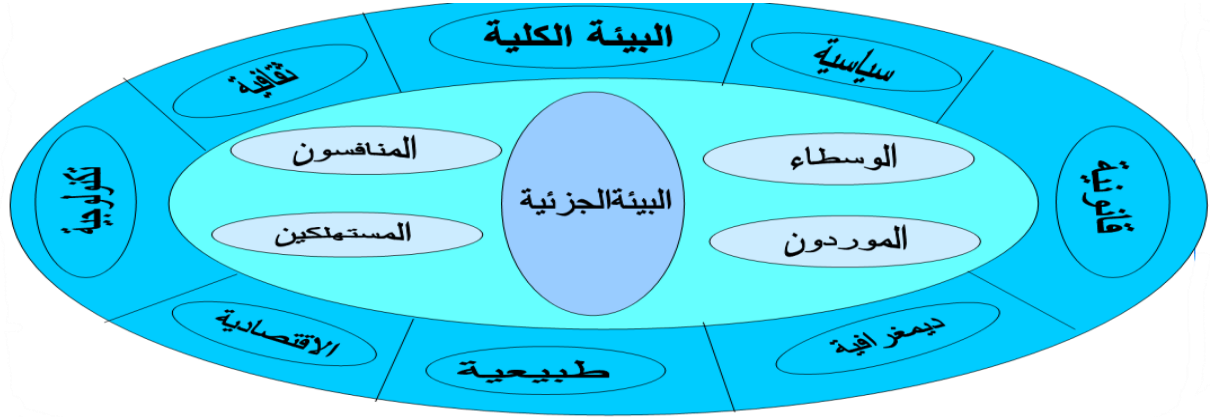 البيئة الكلية
سياسية
ثقافية
قانونية
تكنولوجية
الوسطاء
المنافسون
البيئةالجزئية
الموردون
المستهلكين
ديمغرافية
طبيعية
الاقتصادية